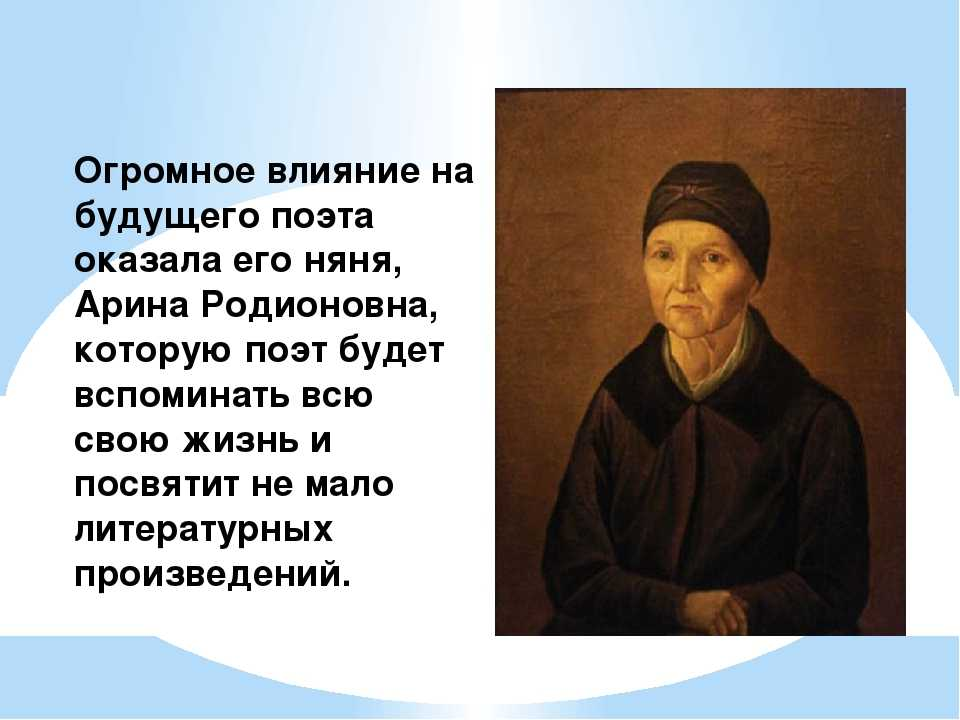 Огромное влияние на
будущего поэта
оказала его няня,
Арина Родионовна,
которую поэт будет
вспоминать всю
свою жизнь и
посвятит не мало
литературных
произведений.